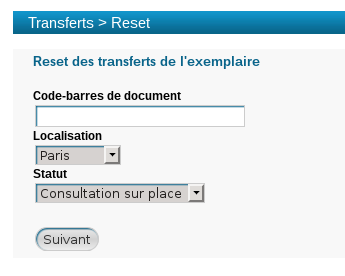 Transferts > Reset
Reset des transferts de l'exemplaire
Code-barres de document
Localisation
Paris
Statut
Consultation sur place
Suivant